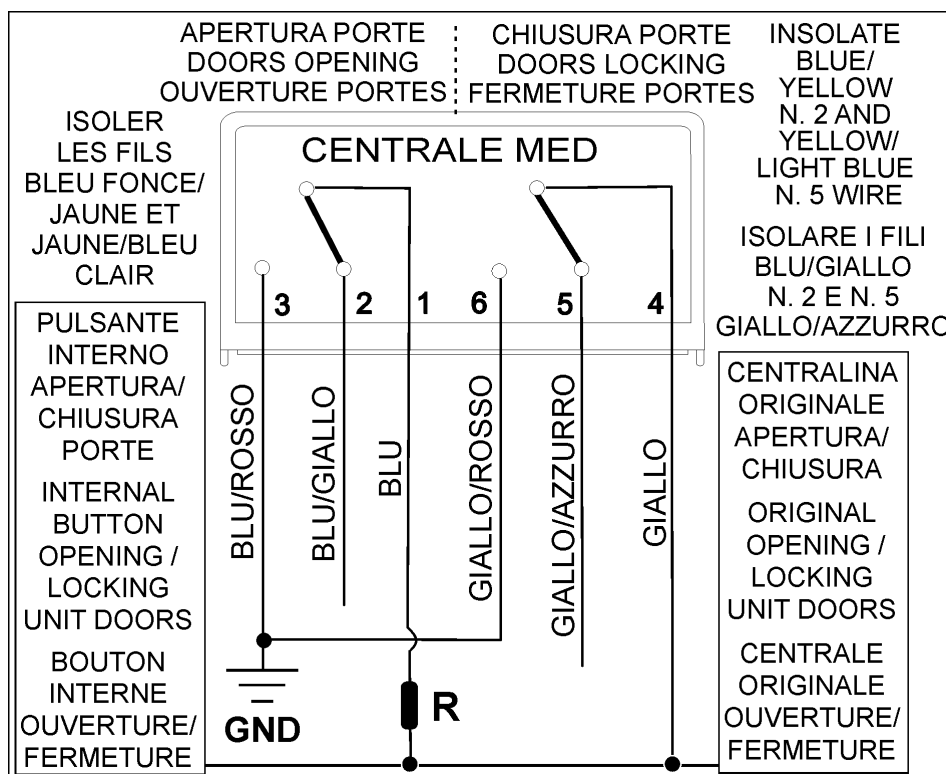 APERTURA PORTE
DOORS OPENING
OUVERTURE PORTES
CHIUSURA PORTE
DOORS LOCKING
FERMETURE PORTES
INSOLATE
BLUE/
YELLOW
N. 2 AND
YELLOW/
LIGHT BLUE
N. 5 WIRE
ISOLER
LES FILS
BLEU FONCE/
JAUNE ET
JAUNE/BLEU
CLAIR
CENTRALE MED
ISOLARE I FILI
BLU/GIALLO
N. 2 E N. 5
GIALLO/AZZURRO
3 2 1 6 5 4
BLU/ROSSO
BLU/GIALLO
BLU
GIALLO/ROSSO
GIALLO/AZZURRO
GIALLO
PULSANTE
INTERNO
APERTURA/
CHIUSURA
PORTE
INTERNAL
BUTTON
OPENING /
LOCKING
UNIT DOORS
BOUTON
INTERNE
OUVERTURE/
FERMETURE
GND
R
CENTRALINA
ORIGINALE
APERTURA/
CHIUSURA
ORIGINAL
OPENING /
LOCKING
UNIT DOORS
CENTRALE
ORIGINALE
OUVERTURE/
FERMETURE